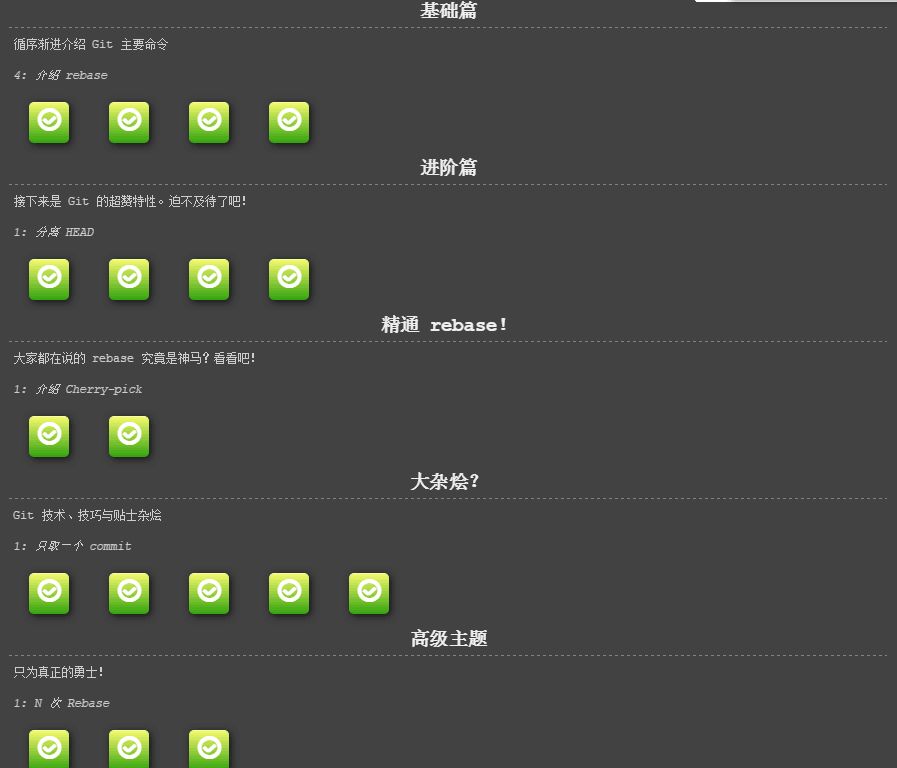 基础篇
循序渐进介绍 Git 主要命令
4: 介绍 rebase
进阶篇
接下来是 Git 的超赞特性。迫不及待了吧！
1: 分离 HEAD
精通 rebase!
大家都在说的 rebase 究竟是神马？看看吧！
1: 介绍 Cherry-pick
大杂烩？
Git 技术、技巧与贴士杂烩
1: 只取一个 commit
高级主题
只为真正的勇士！
1: N 次 Rebase